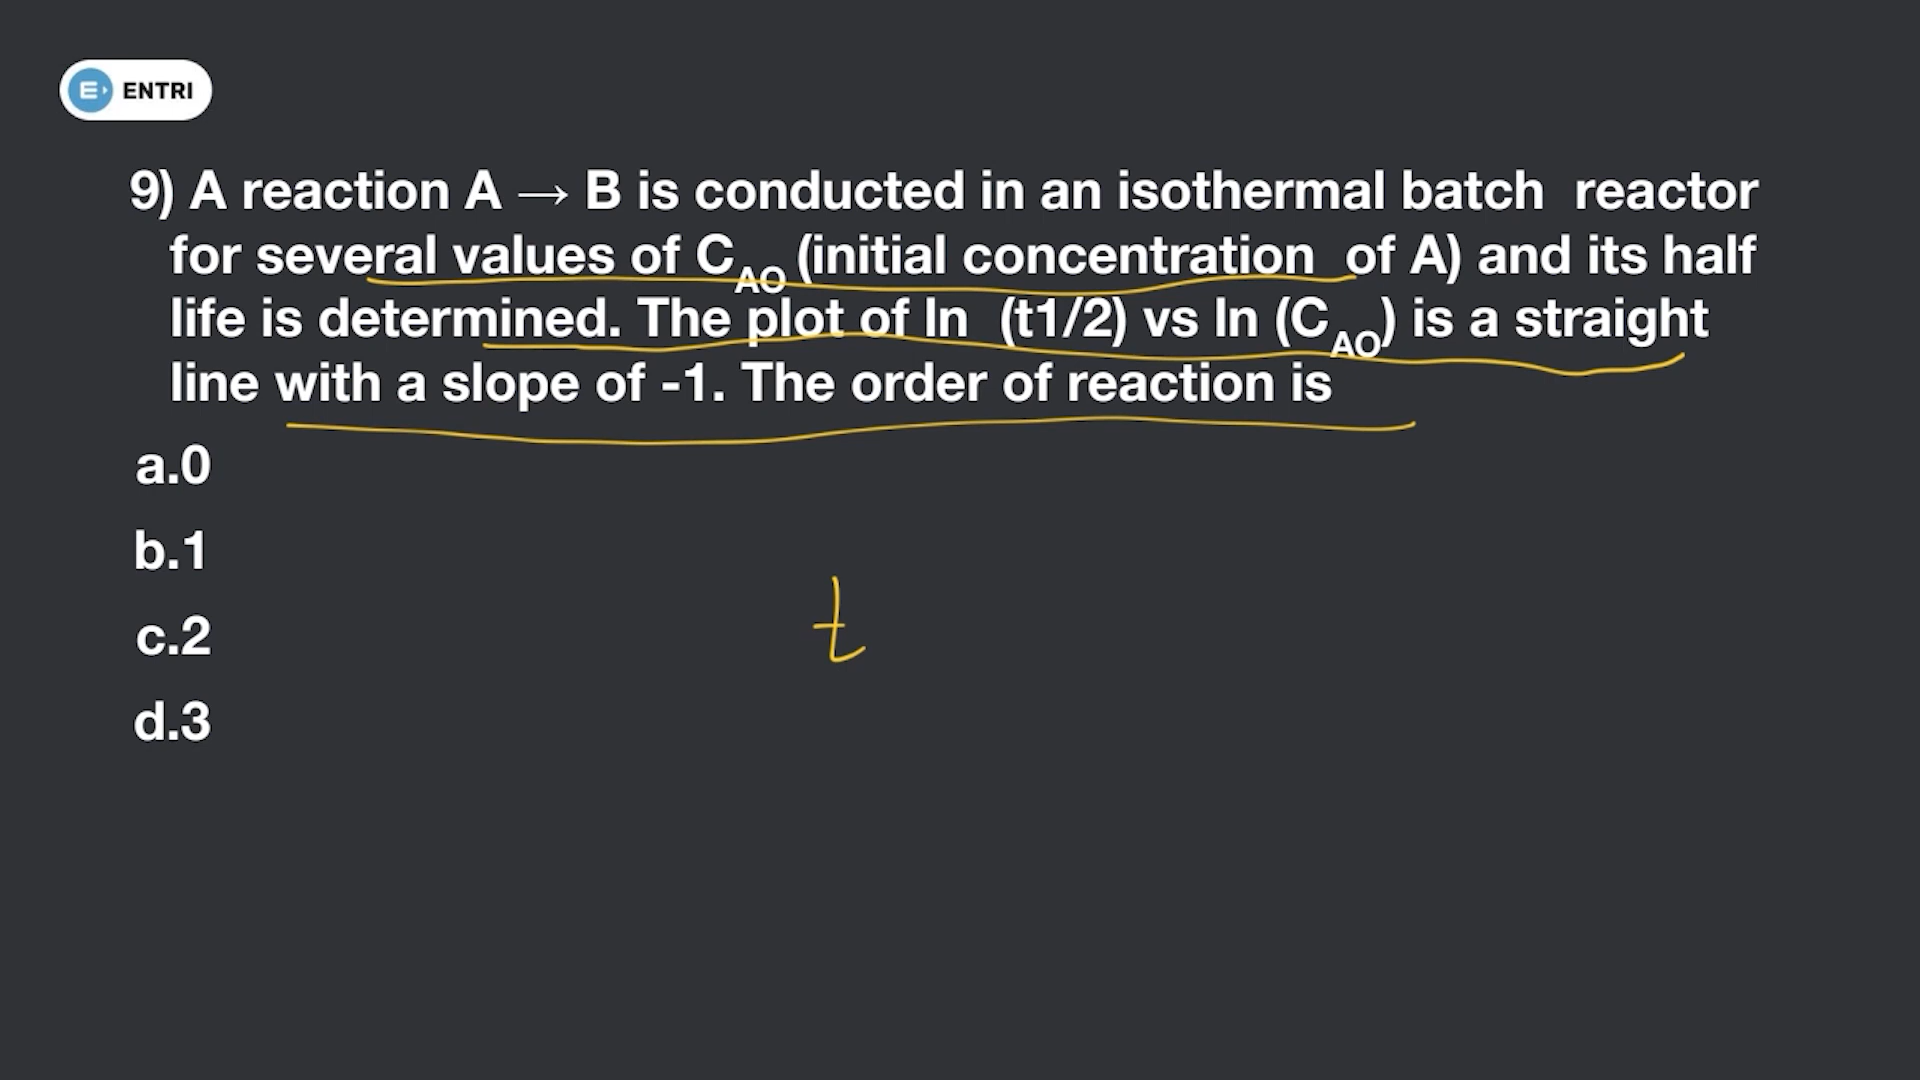 ENTRI
9) A reaction A → B is conducted in an isothermal batch reactor
for several values of CAO (initial concentration of A) and its half
life is determined. The plot of ln (t1/2) vs ln (CAO) is a straight
line with a slope of -1. The order of reaction is
a.0
b.1
t
c.2
d.3